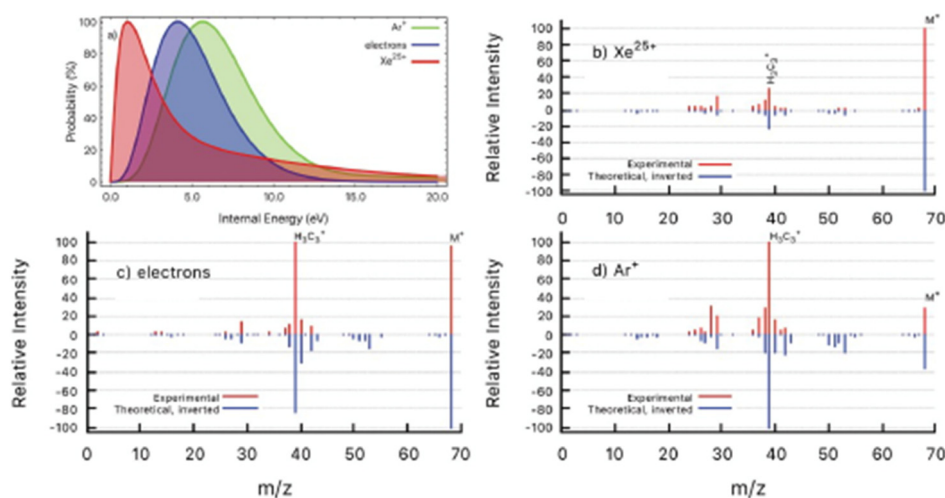 100
80
60
40
20
0
Probability (%)
a)
Ar⁺
electrons
Xe²⁵⁺
0.0 5.0 10.0 15.0 20.0
Internal Energy (eV)
100
80
60
40
20
0
-20
-40
-60
-80
-100
Relative Intensity
b) Xe²⁵⁺
H₃C₃⁺
M⁺
Experimental
Theoretical, inverted
0 10 20 30 40 50 60 70
100
80
60
40
20
0
-20
-40
-60
-80
-100
Relative Intensity
c) electrons
H₃C₃⁺
M⁺
Experimental
Theoretical, inverted
0 10 20 30 40 50 60 70
m/z
100
80
60
40
20
0
-20
-40
-60
-80
-100
Relative Intensity
d) Ar⁺
H₃C₃⁺
M⁺
Experimental
Theoretical, inverted
0 10 20 30 40 50 60 70
m/z